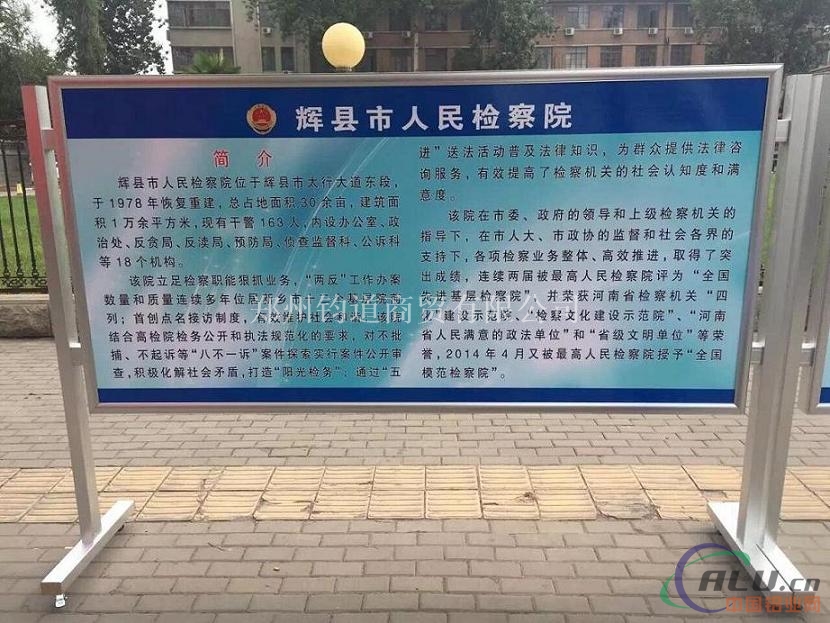 辉县市人民检察院
简介
辉县市人民检察院位于辉县市太行大道东段，
于1978年恢复重建，总占地面积30余亩，建筑面
积1万余平方米，现有干警163人，内设办公室、政
治处、反贪局、反渎局、预防局、侦查监督科、公诉科
等18个机构。
该院立足检察职能狠抓业务，“两反”工作办案
数量和质量连续多年位居
列；首创点名接访制度，
结合高检院检务公开和执法规范化的要求，对不批
捕、不起诉等“八不一诉”案件探索实行案件公开审
查，积极化解社会矛盾，打造“阳光检务”；通过“五
进”送法活动普及法律知识，为群众提供法律咨
询服务，有效提高了检察机关的社会认知度和满
意度。
该院在市委、政府的领导和上级检察机关的
指导下，在市人大、市政协的监督和社会各界的
支持下，各项检察业务整体、高效推进，取得了突
出成绩，连续两届被最高人民检察院评为“全国
先进基层检察院”，并荣获河南省检察机关“四
化”建设示范院、“检察文化建设示范院”、“河南
省人民满意的政法单位”和“省级文明单位”等荣
誉，2014年4月又被最高人民检察院授予“全国
模范检察院”。
郑州钧道商贸有限公司
ALU.cn
中国铝业网